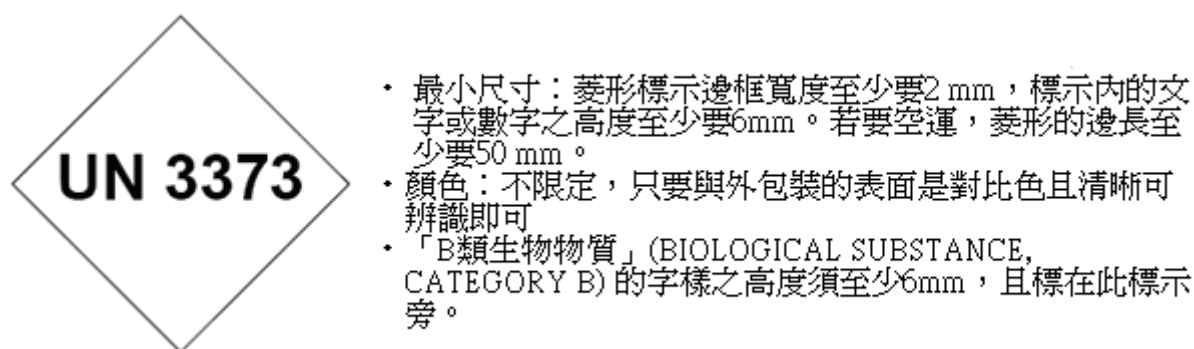 UN 3373
• 最小尺寸：菱形標示邊框寬度至少要2 mm，標示內的文
字或數字之高度至少要6mm。若要空運，菱形的邊長至
少要50 mm。
• 顏色：不限定，只要與外包裝的表面是對比色且清晰可
辨識即可
• 「B類生物物質」(BIOLOGICAL SUBSTANCE,
CATEGORY B) 的字樣之高度須至少6mm，且標在此標示
旁。